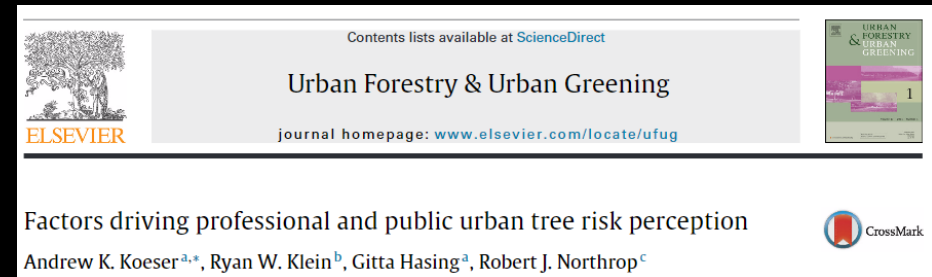 Contents lists available at ScienceDirect
Urban Forestry & Urban Greening
journal homepage: www.elsevier.com/locate/ufug
ELSEVIER
URBAN
FORESTRY
& URBAN
GREENING
1
Factors driving professional and public urban tree risk perception
CrossMark
Andrew K. Koeser a,*, Ryan W. Klein b, Gitta Hasing a, Robert J. Northrop c